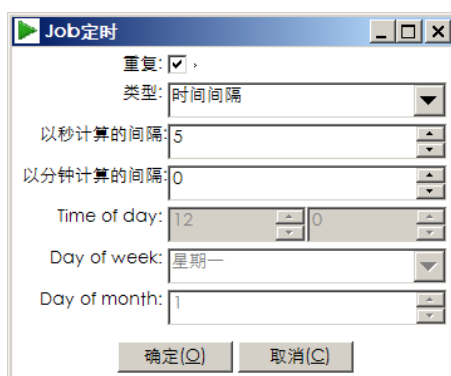 Job定时
重复:
类型: 时间间隔
以秒计算的间隔: 5
以分钟计算的间隔: 0
Time of day: 12 0
Day of week: 星期一
Day of month: 1
确定(O) 取消(C)